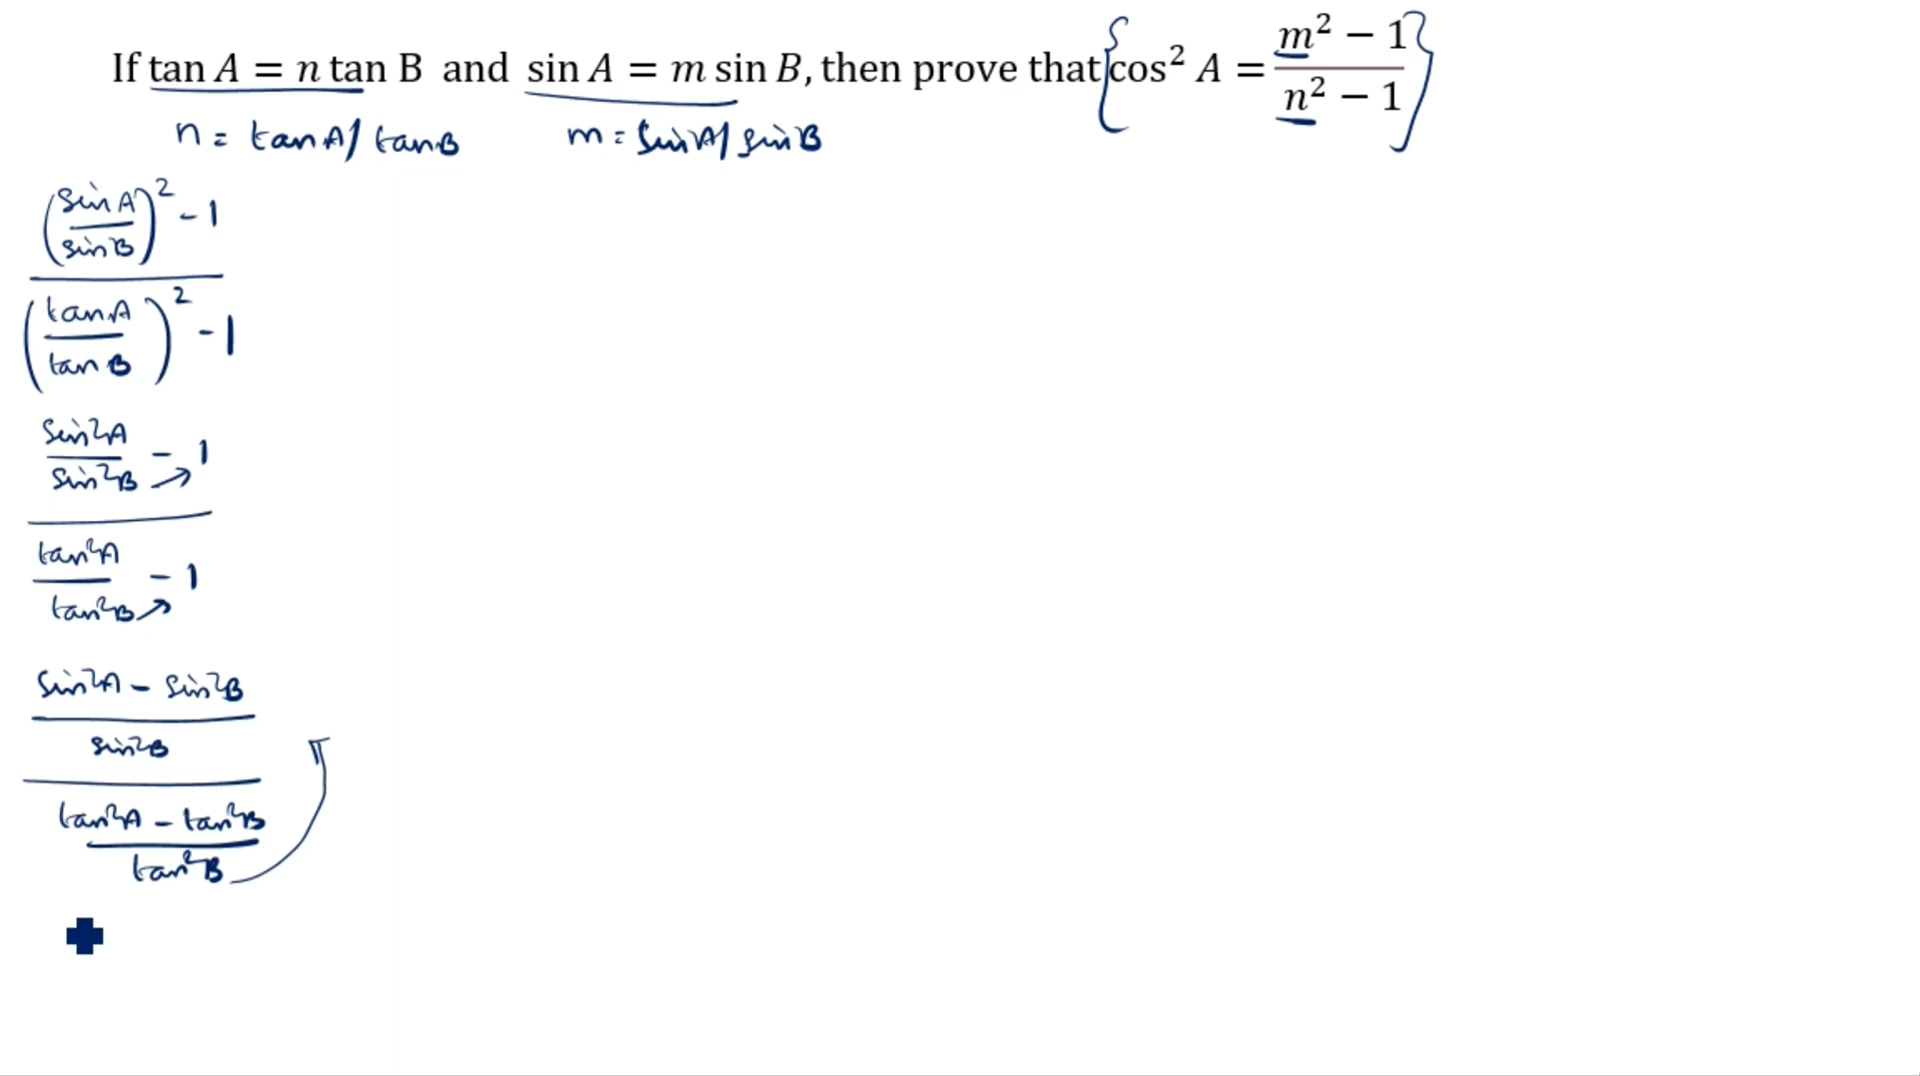 If tan A = n tan B and sin A = m sin B, then prove that {cos² A = (m² − 1)/(n² − 1)}
n = tanA/tanB m = sinA/sinB
(sinA
sinB)² - 1
(tanA
tanB)² - 1
sin²A
sin²B - 1
tan²A
tan²B - 1
sin²A - sin²B
sin²B
tan²A - tan²B
tan²B